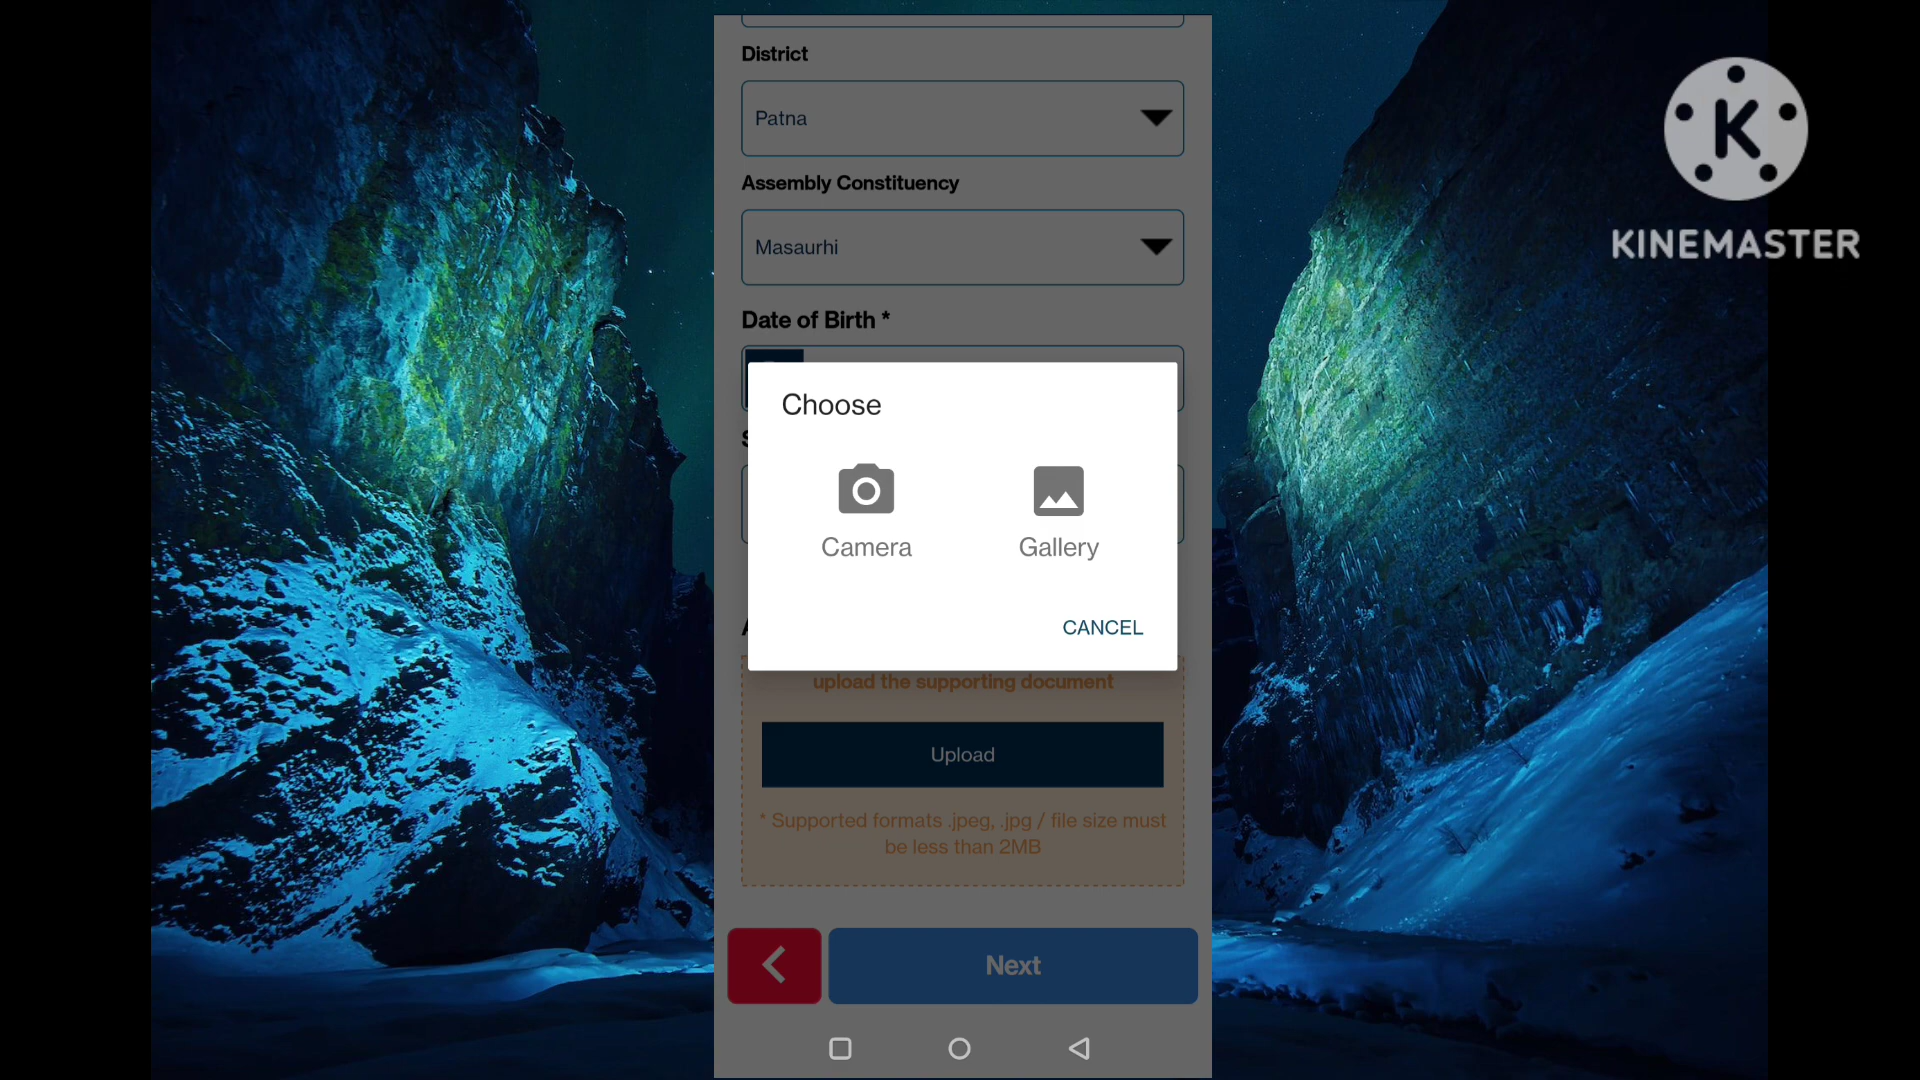 District
Patna
Assembly Constituency
Masaurhi
Date of Birth *
Choose
Camera
Gallery
CANCEL
upload the supporting document
Upload
* Supported formats .jpeg, .jpg / file size must
be less than 2MB
Next
K
KINEMASTER